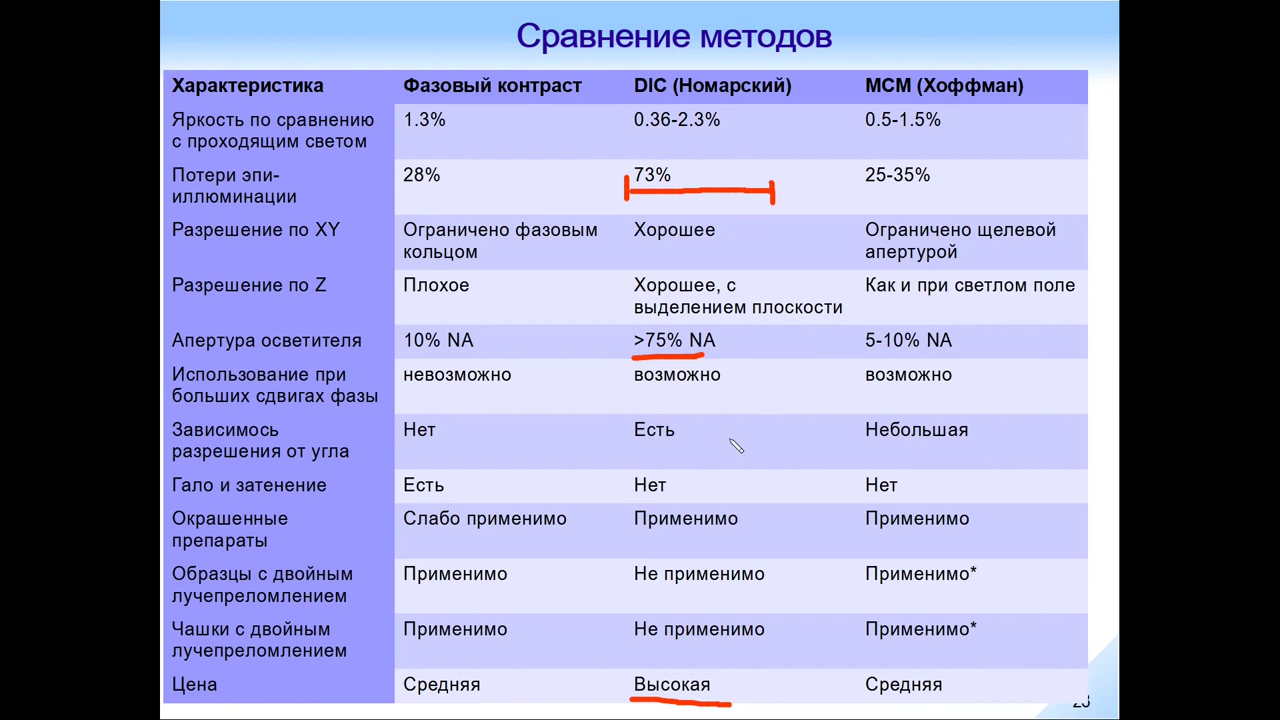 Сравнение методов
Характеристика Фазовый контраст DIC (Номарский) МСМ (Хоффман)
Яркость по сравнению 1.3% 0.36-2.3% 0.5-1.5%
с проходящим светом
Потери эпи- 28% 73% 25-35%
иллюминации
Разрешение по XY Ограничено фазовым Хорошее Ограничено щелевой
кольцом апертурой
Разрешение по Z Плохое Хорошее, с Как и при светлом поле
выделением плоскости
Апертура осветителя 10% NA >75% NA 5-10% NA
Использование при невозможно возможно возможно
больших сдвигах фазы
Зависимось Нет Есть Небольшая
разрешения от угла
Гало и затенение Есть Нет Нет
Окрашенные Слабо применимо Применимо Применимо
препараты
Образцы с двойным Применимо Не применимо Применимо*
лучепреломлением
Чашки с двойным Применимо Не применимо Применимо*
лучепреломлением
Цена Средняя Высокая Средняя
23